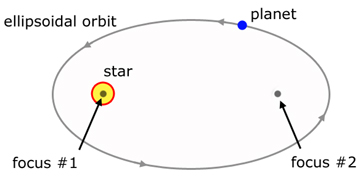 ellipsoidal orbit
planet
star
focus #1
focus #2